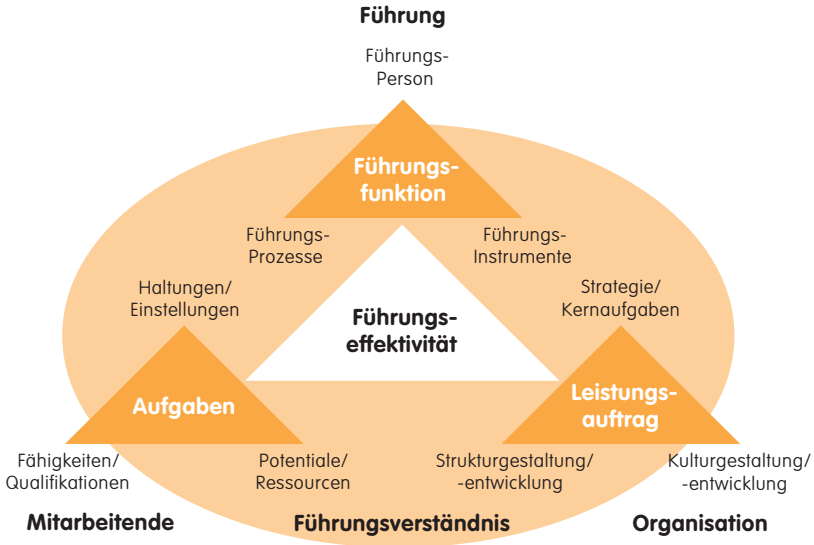 Führung
Führungs-
Person
Führungs-
funktion
Führungs-
Prozesse
Führungs-
Instrumente
Haltungen/
Einstellungen
Strategie/
Kernaufgaben
Führungs-
effektivität
Aufgaben
Leistungs-
auftrag
Fähigkeiten/
Qualifikationen
Potentiale/
Ressourcen
Strukturgestaltung/
-entwicklung
Kulturgestaltung/
-entwicklung
Mitarbeitende
Führungsverständnis
Organisation